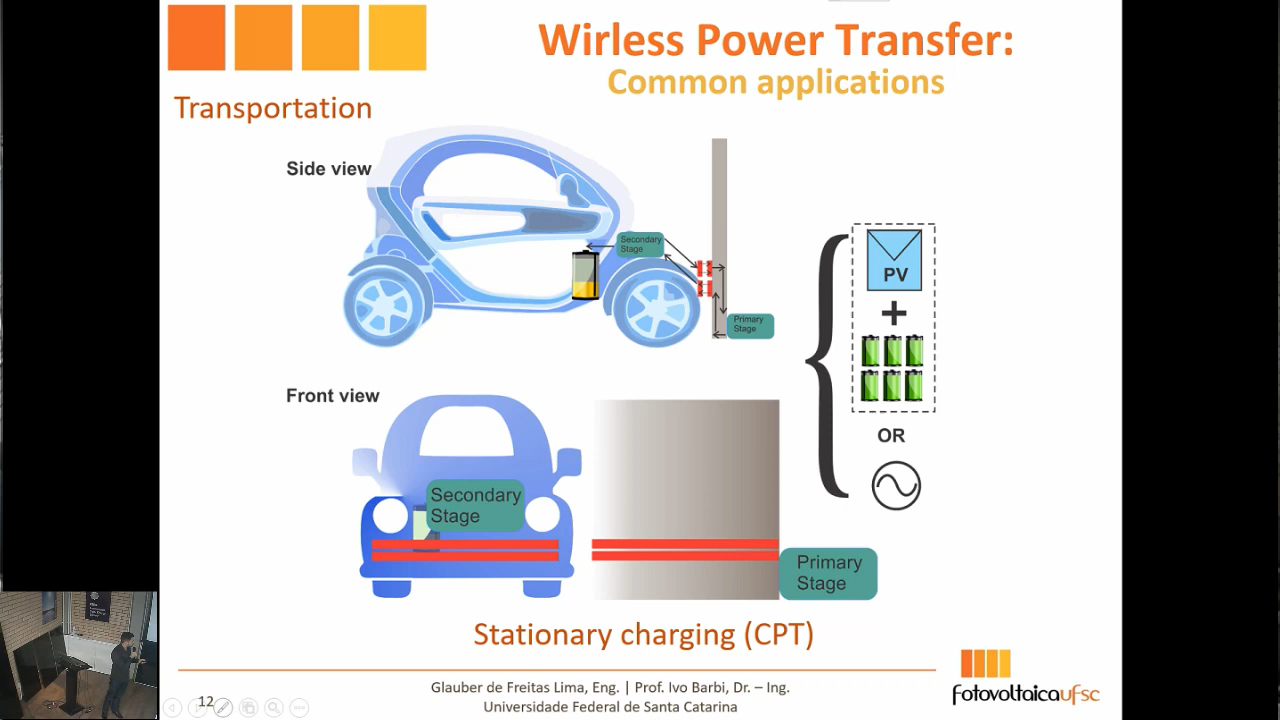 Wirless Power Transfer:
Common applications
Transportation
Side view
Secondary
Stage
Primary
Stage
PV
+
OR
Front view
Secondary
Stage
Primary
Stage
Stationary charging (CPT)
12
Glauber de Freitas Lima, Eng. | Prof. Ivo Barbi, Dr. – Ing.
Universidade Federal de Santa Catarina
fotovoltaicaufsc